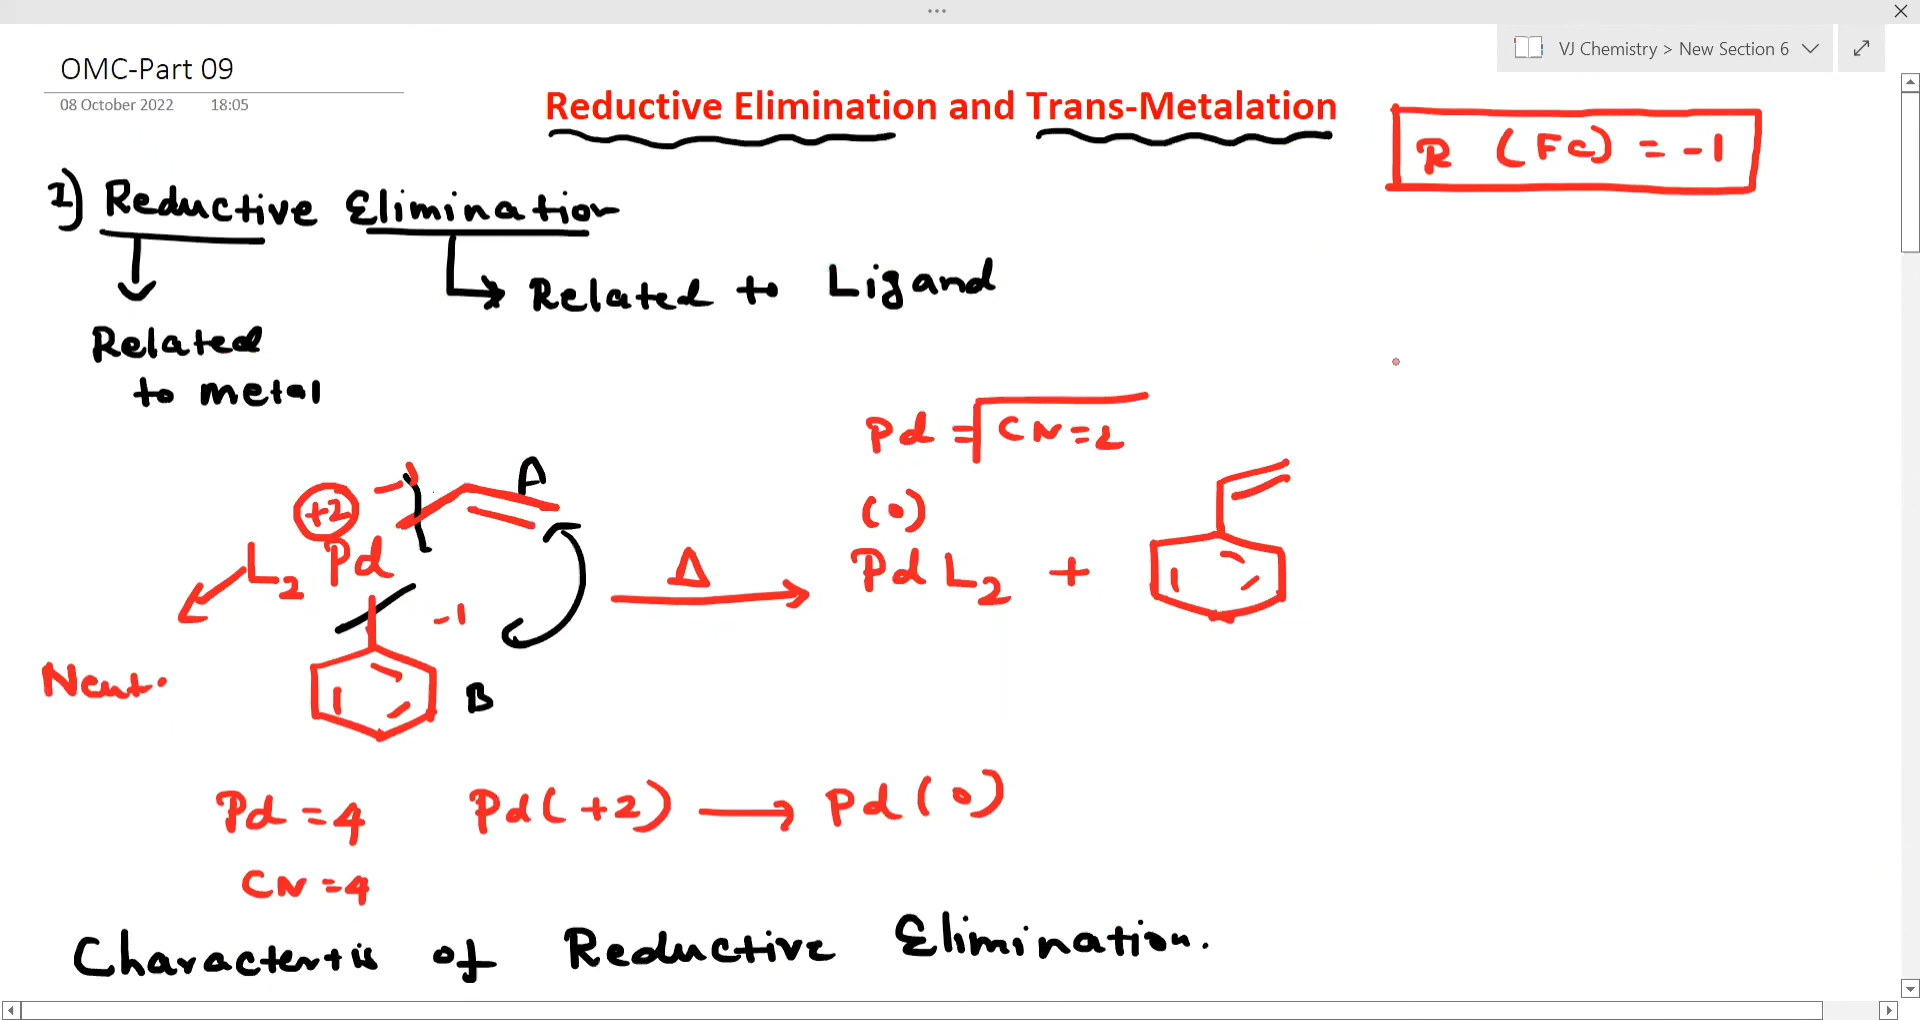 OMC-Part 09
08 October 2022 18:05
VJ Chemistry > New Section 6
Reductive Elimination and Trans-Metalation
R (FC) = -1
1) Reductive Elimination
Related to Ligand
Related
to metal
Pd = CN=2
A
+2 -1
(0)
L2 Pd
Δ
PdL2 +
-1
Neut.
B
Pd = 4 Pd(+2) → Pd(0)
CN = 4
Charactertis of Reductive Elimination.